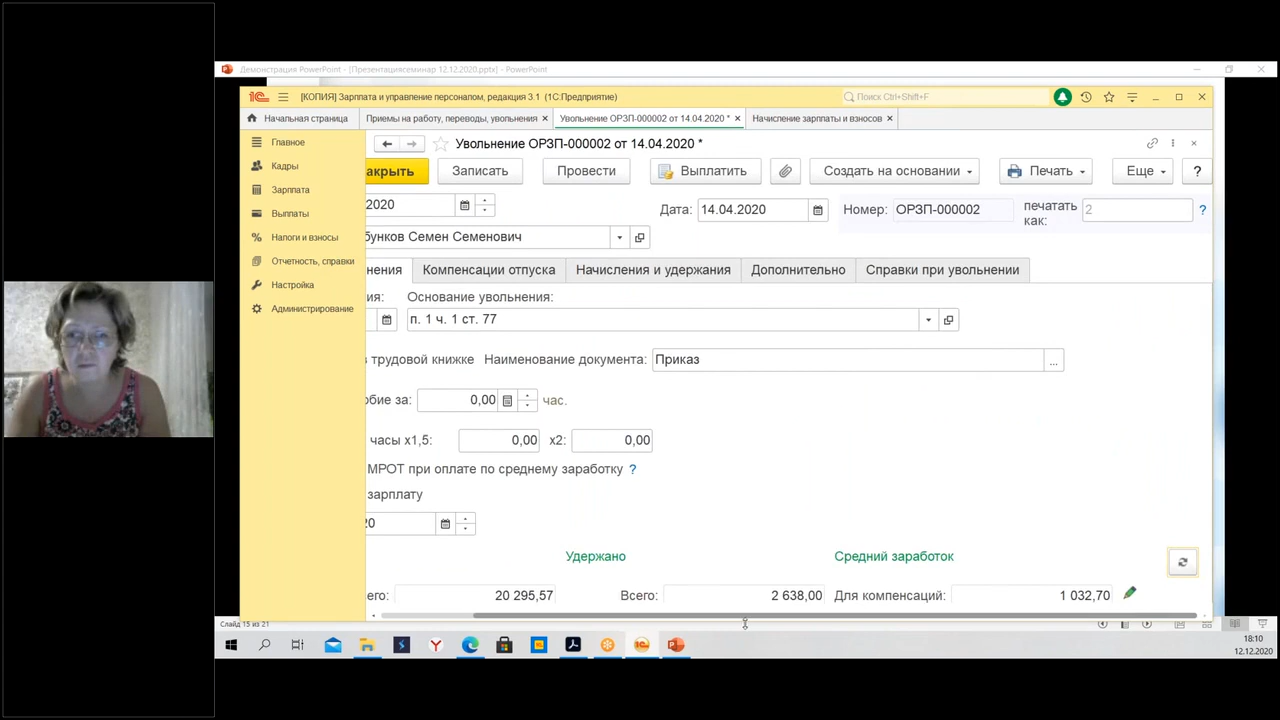 Демонстрация PowerPoint - [Презентациясеминар 12.12.2020.pptx] - PowerPoint
1С [КОПИЯ] Зарплата и управление персоналом, редакция 3.1 (1С:Предприятие)
Поиск Ctrl+Shift+F
Начальная страница
Приемы на работу, переводы, увольнения ×
Увольнение ОРЗП-000002 от 14.04.2020 * ×
Начисление зарплаты и взносов ×
Главное
Кадры
Зарплата
Выплаты
Налоги и взносы
Отчетность, справки
Настройка
Администрирование
Увольнение ОРЗП-000002 от 14.04.2020 *
акрыть Записать Провести Выплатить Создать на основании Печать Еще ?
2020 Дата: 14.04.2020 Номер: ОРЗП-000002 печатать как: 2 ?
бунков Семен Семенович
нения Компенсации отпуска Начисления и удержания Дополнительно Справки при увольнении
ия: Основание увольнения:
п. 1 ч. 1 ст. 77
в трудовой книжке Наименование документа: Приказ ...
обие за: 0,00 час.
часы x1,5: 0,00 x2: 0,00
МРОТ при оплате по среднему заработку ?
зарплату
20
Удержано Средний заработок
его: 20 295,57 Всего: 2 638,00 Для компенсаций: 1 032,70
Слайд 15 из 21
18:10
12.12.2020